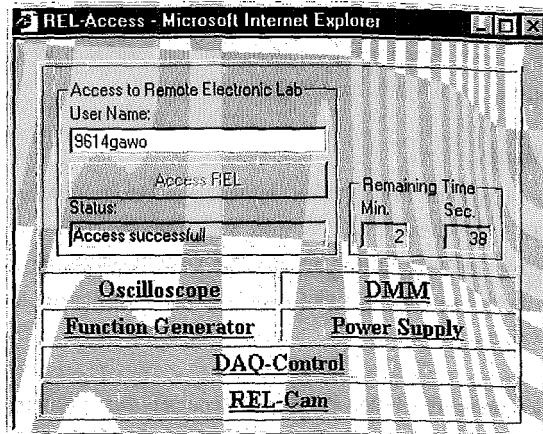 REL-Access - Microsoft Internet Explorer
Access to Remote Electronic Lab
User Name:
9614gawo
Access REL
Status:
Access successfull
Remaining Time
Min. Sec.
2 38
Oscilloscope DMM
Function Generator Power Supply
DAQ-Control
REL-Cam